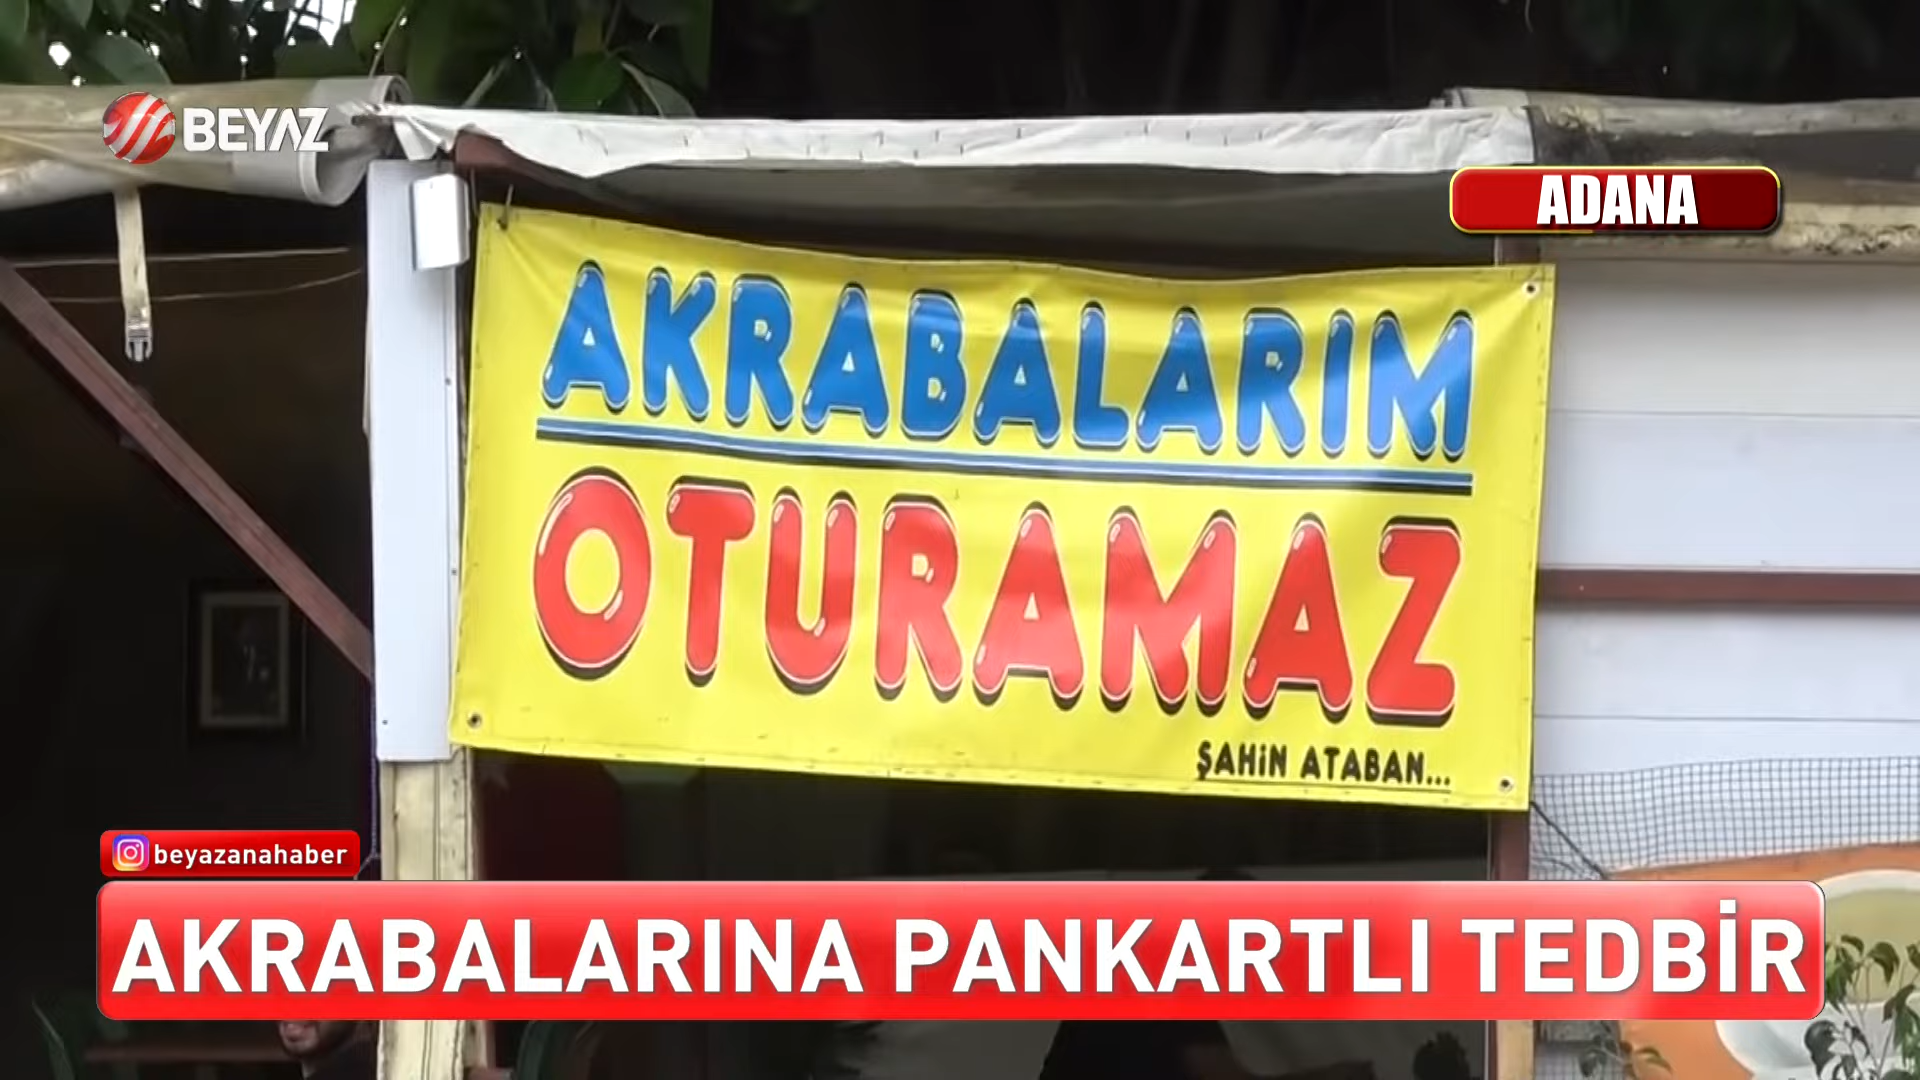 BEYAZ
ADANA
AKRABALARIM
OTURAMAZ
ŞAHİN ATABAN...
beyazanahaber
AKRABALARINA PANKARTLI TEDBİR